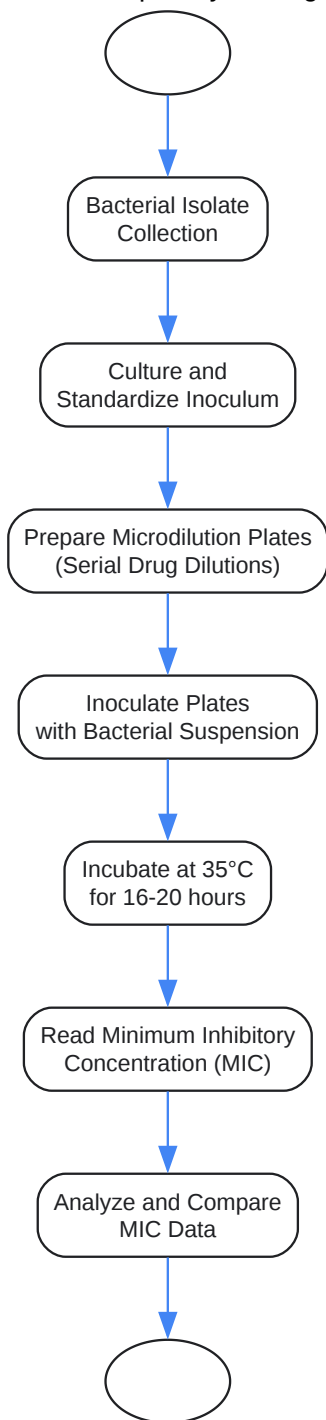 Bacterial Isolate
Collection
Culture and
Standardize Inoculum
Prepare Microdilution Plates
(Serial Drug Dilutions)
Inoculate Plates
with Bacterial Suspension
Incubate at 35°C
for 16-20 hours
Read Minimum Inhibitory
Concentration (MIC)
Analyze and Compare
MIC Data